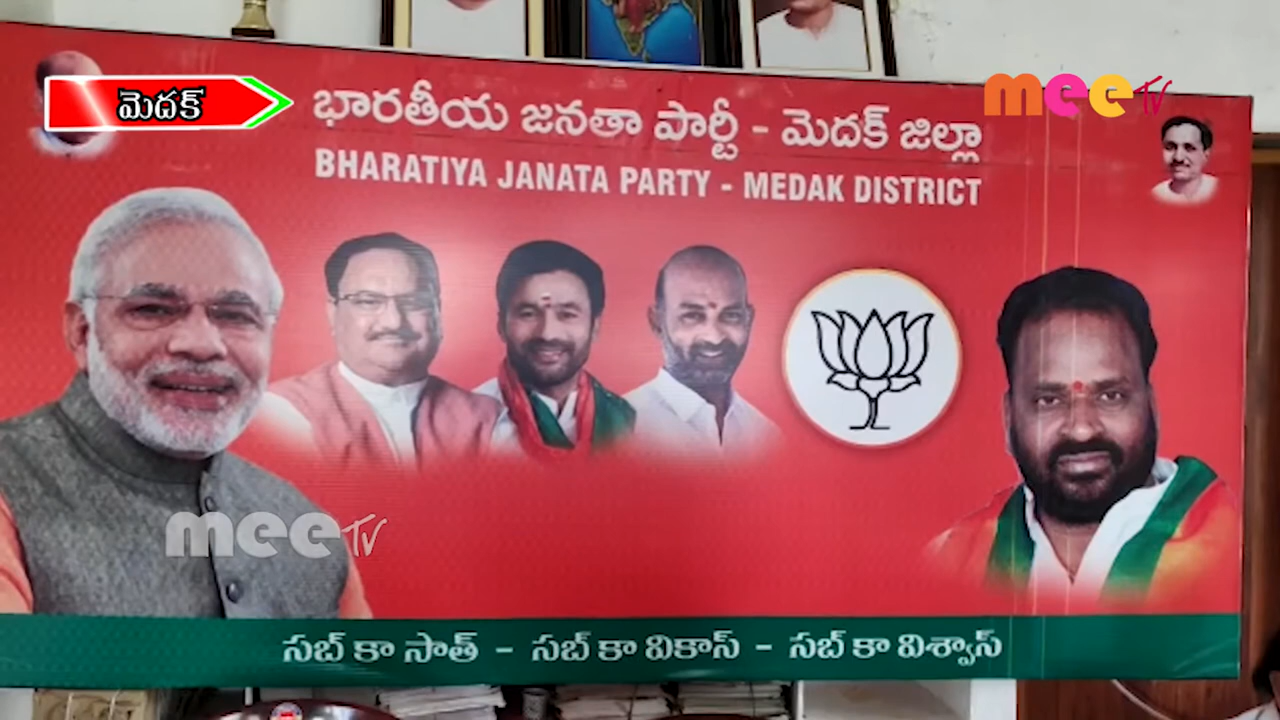 మెదక్
mee TV
భారతీయ జనతా పార్టీ - మెదక్ జిల్లా
BHARATIYA JANATA PARTY - MEDAK DISTRICT
mee TV
సబ్ కా సాత్ - సబ్ కా వికాస్ - సబ్ కా విశ్వాస్